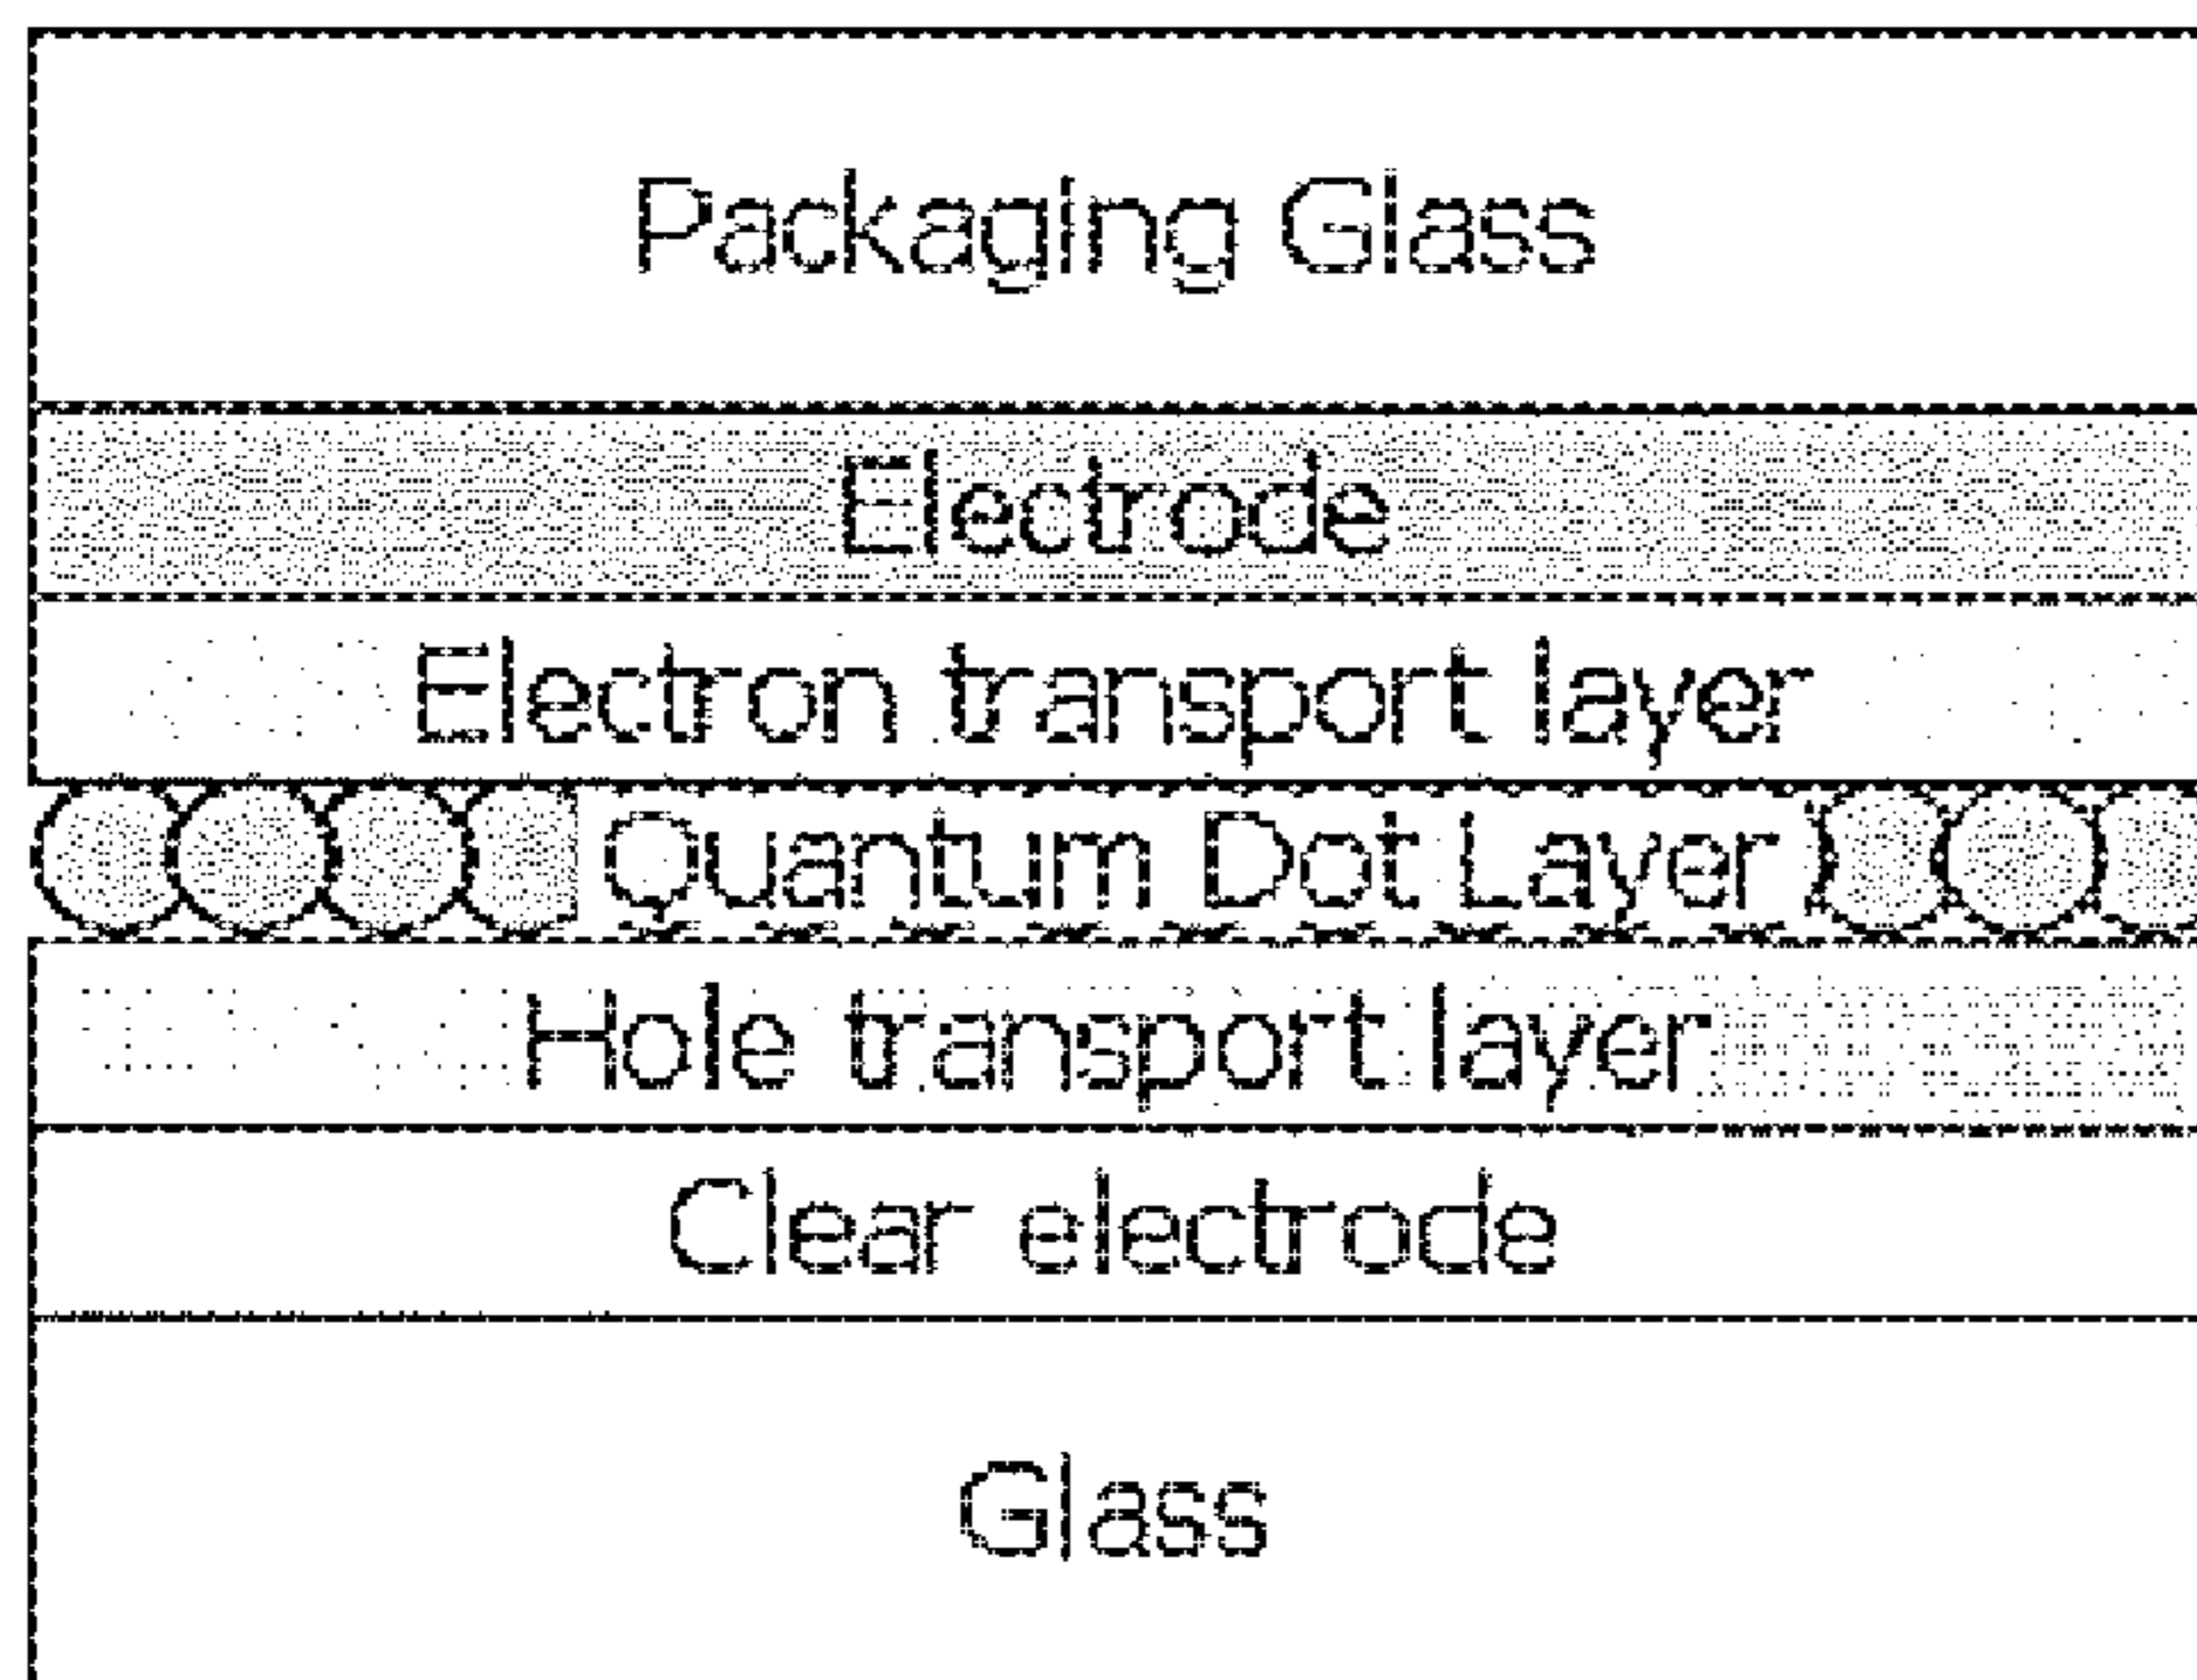 Packaging Glass
Electrode
Electron transport layer
Quantum Dot Layer
Hole transport layer
Clear electrode
Glass